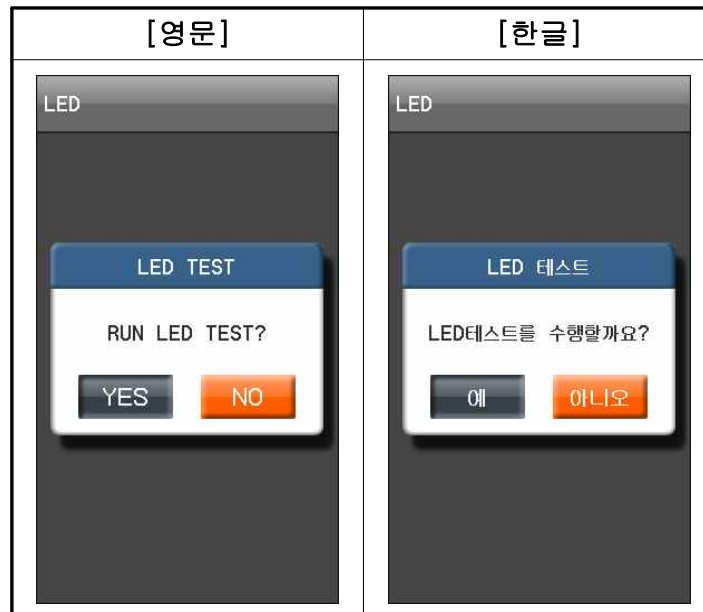 [영문]
[한글]
LED
LED
LED TEST
RUN LED TEST?
YES
NO
LED 테스트
LED테스트를 수행할까요?
예
아니오